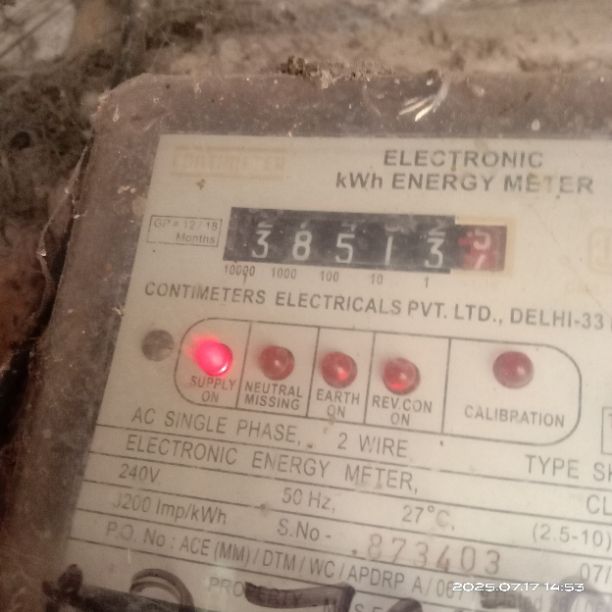 CONTIMETER
ELECTRONIC
kWh ENERGY METER
GP # 12 / 18
Months
3 8 5 1 3
10000 1000 100 10 1
CONTIMETERS ELECTRICALS PVT. LTD., DELHI-33
SUPPLY ON
NEUTRAL MISSING
EARTH ON
REV.CON ON
CALIBRATION
AC SINGLE PHASE, 2 WIRE
ELECTRONIC ENERGY METER, TYPE
240V 50 Hz, 27°C, CL
3200 Imp/kWh S.No - 873403 (2.5-10)
P.O. No : ACE (MM) / DTM / WC / APDRP A / 07/
2025.07.17 14:53